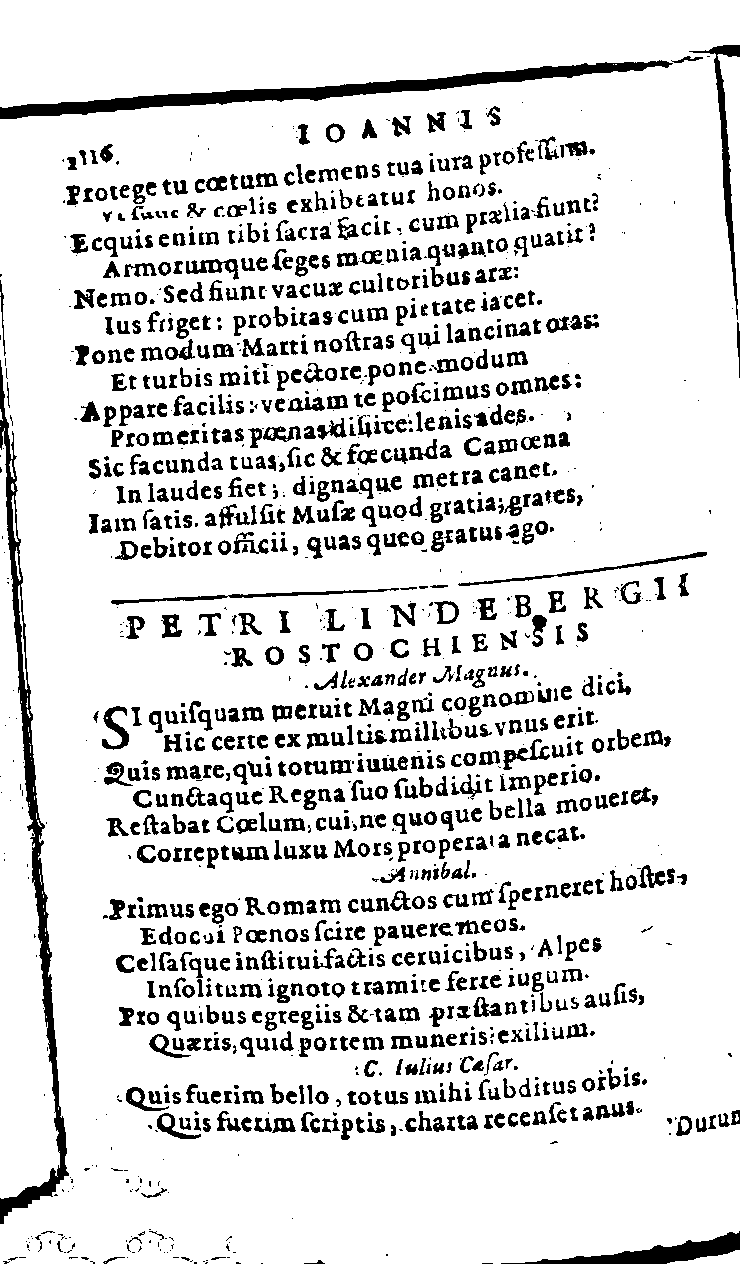 1116. IOANNIS
Protege tu cœtum clemens tua iura professum.
Vt suus & cœlis exhibeatur honos.
Ecquis enim tibi sacra facit, cum prælia fiunt?
Armorumque seges mœnia quanto quatit?
Nemo. Sed fiunt vacuæ cultoribus aræ:
Ius friget: probitas cum pietate iacet.
Pone modum Marti nostras qui lancinat oras:
Et turbis miti pectore pone modum
Appare facilis: veniam te poscimus omnes:
Promeritas pœnas disiice: lenis ades.
Sic facunda tuas, sic & fœcunda Camœna
In laudes fiet; dignaque metra canet.
Iam satis affulsit Musæ quod gratia; grates,
Debitor officii, quas queo gratus ago.
PETRI LINDEBERGII
ROSTOCHIENSIS
Alexander Magnus.
SI quisquam meruit Magni cognomine dici,
Hic certe ex multis millibus vnus erit.
Quis mare, qui totum iuuenis compescuit orbem,
Cunctaque Regna suo subdidit imperio.
Restabat Cœlum, cui, ne quoque bella moueret,
Correptum luxu Mors properata necat.
Annibal.
Primus ego Romam cunctos cum sperneret hostes,
Edocui Pœnos scire pauere meos.
Celsasque institui factis ceruicibus, Alpes
Insolitum ignoto tramite ferre iugum.
Pro quibus egregiis & tam præstantibus ausis,
Quæris, quid portem muneris: exilium.
C. Iulius Cæsar.
Quis fuerim bello, totus mihi subditus orbis.
Quis fuerim scriptis, charta recenset anus.
Durum